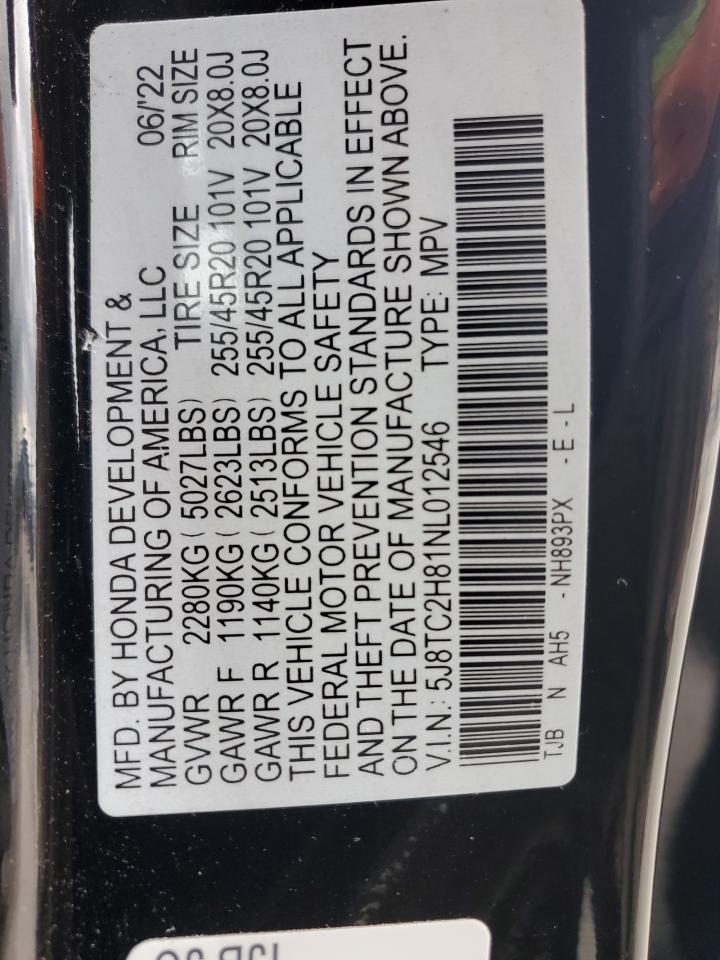 MFD. BY HONDA DEVELOPMENT &
MANUFACTURING OF AMERICA, LLC 06/'22
GVWR 2280KG ( 5027LBS) TIRE SIZE RIM SIZE
GAWR F 1190KG ( 2623LBS) 255/45R20 101V 20X8.0J
GAWR R 1140KG ( 2513LBS) 255/45R20 101V 20X8.0J
THIS VEHICLE CONFORMS TO ALL APPLICABLE
FEDERAL MOTOR VEHICLE SAFETY
AND THEFT PREVENTION STANDARDS IN EFFECT
ON THE DATE OF MANUFACTURE SHOWN ABOVE.
V.I.N.: 5J8TC2H81NL012546 TYPE: MPV
TJB N AH5 - NH893PX - E - L